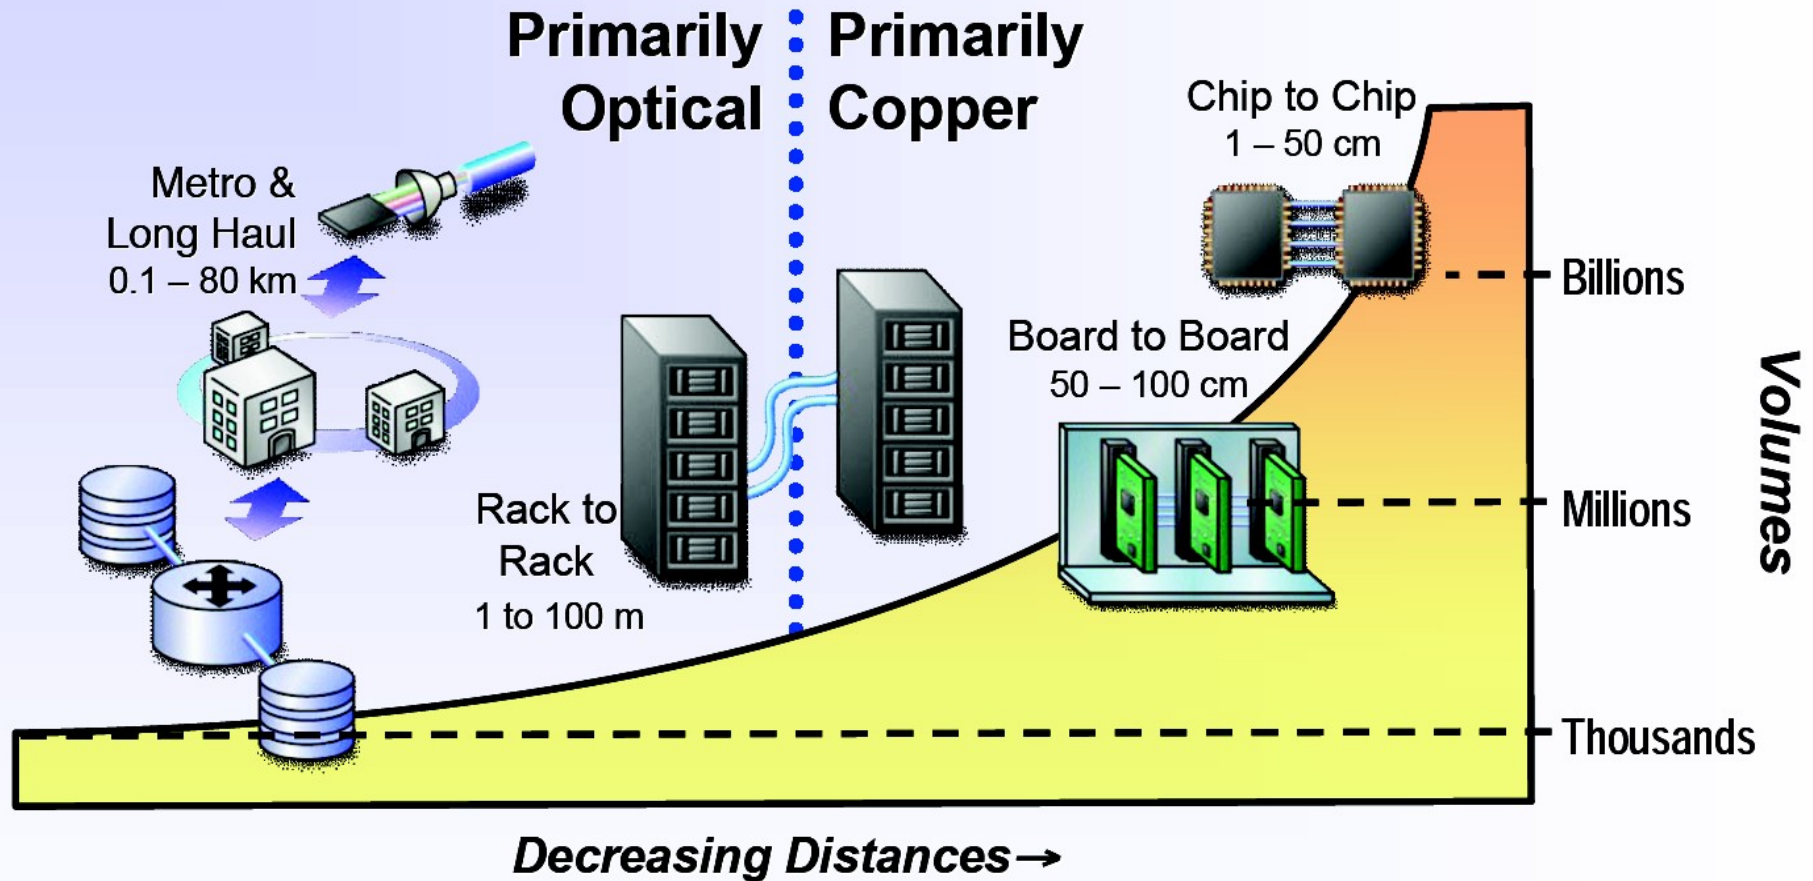 Primarily
Optical
Primarily
Copper
Metro &
Long Haul
0.1 – 80 km
Rack to
Rack
1 to 100 m
Board to Board
50 – 100 cm
Chip to Chip
1 – 50 cm
Billions
Millions
Thousands
Volumes
Decreasing Distances→